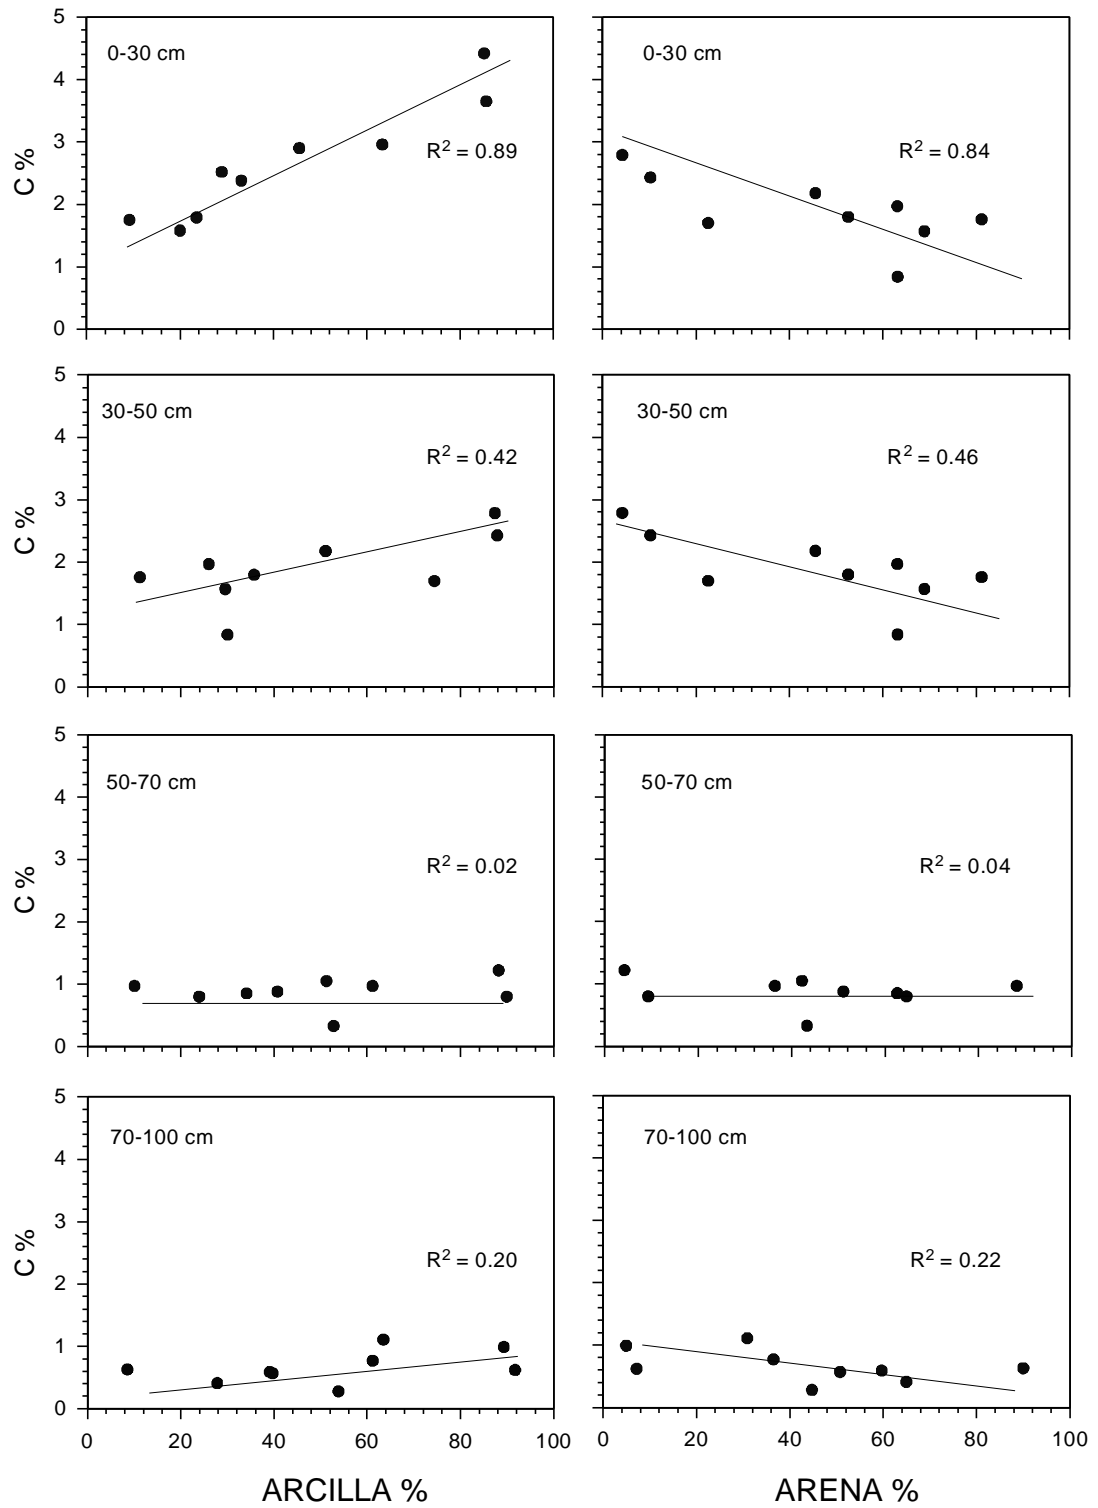 5
4
3
2
1
0
C %
0-30 cm
R² = 0.89
0-30 cm
R² = 0.84
5
4
3
2
1
0
C %
30-50 cm
R² = 0.42
30-50 cm
R² = 0.46
5
4
3
2
1
0
C %
50-70 cm
R² = 0.02
50-70 cm
R² = 0.04
5
4
3
2
1
0
C %
70-100 cm
R² = 0.20
70-100 cm
R² = 0.22
0 20 40 60 80 100
0 20 40 60 80 100
ARCILLA %
ARENA %